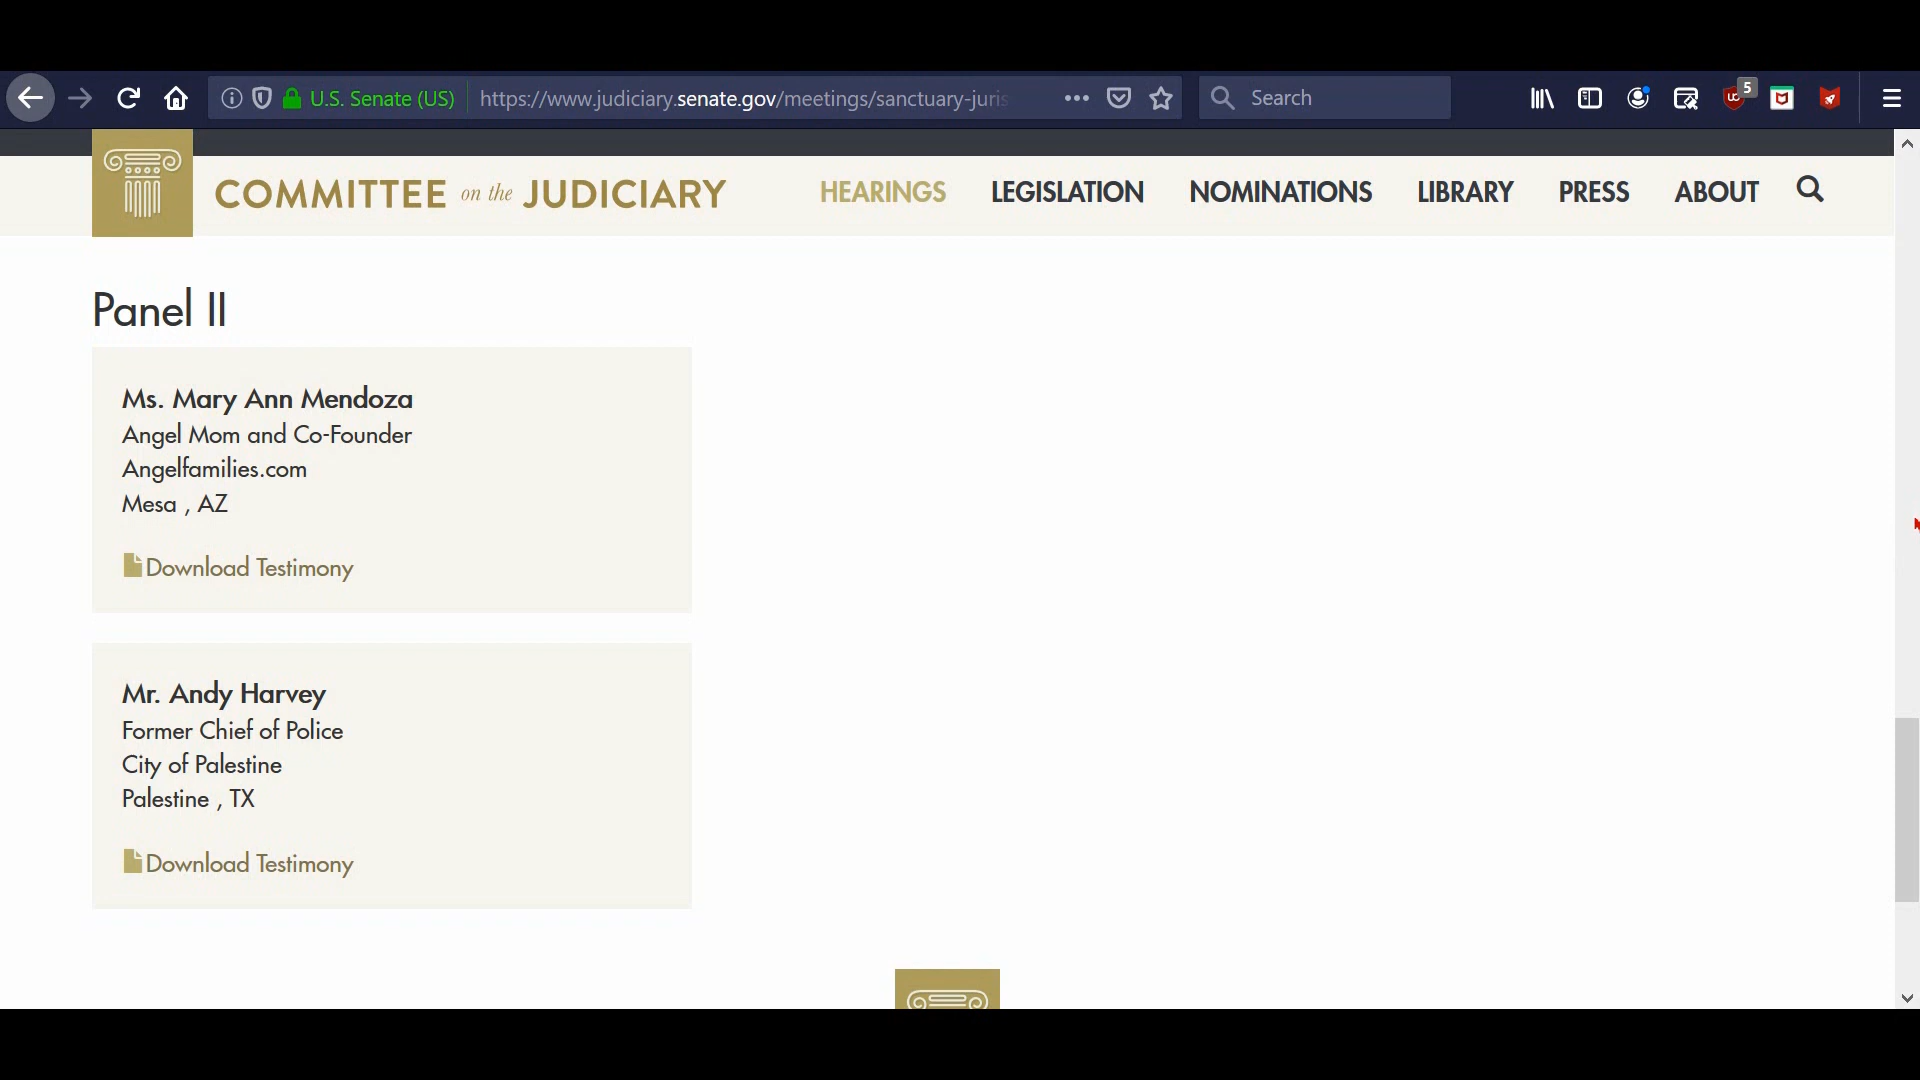 U.S. Senate (US) https://www.judiciary.senate.gov/meetings/sanctuary-juris Search 5
COMMITTEE on the JUDICIARY HEARINGS LEGISLATION NOMINATIONS LIBRARY PRESS ABOUT
Panel II
Ms. Mary Ann Mendoza
Angel Mom and Co-Founder
Angelfamilies.com
Mesa , AZ
Download Testimony
Mr. Andy Harvey
Former Chief of Police
City of Palestine
Palestine , TX
Download Testimony